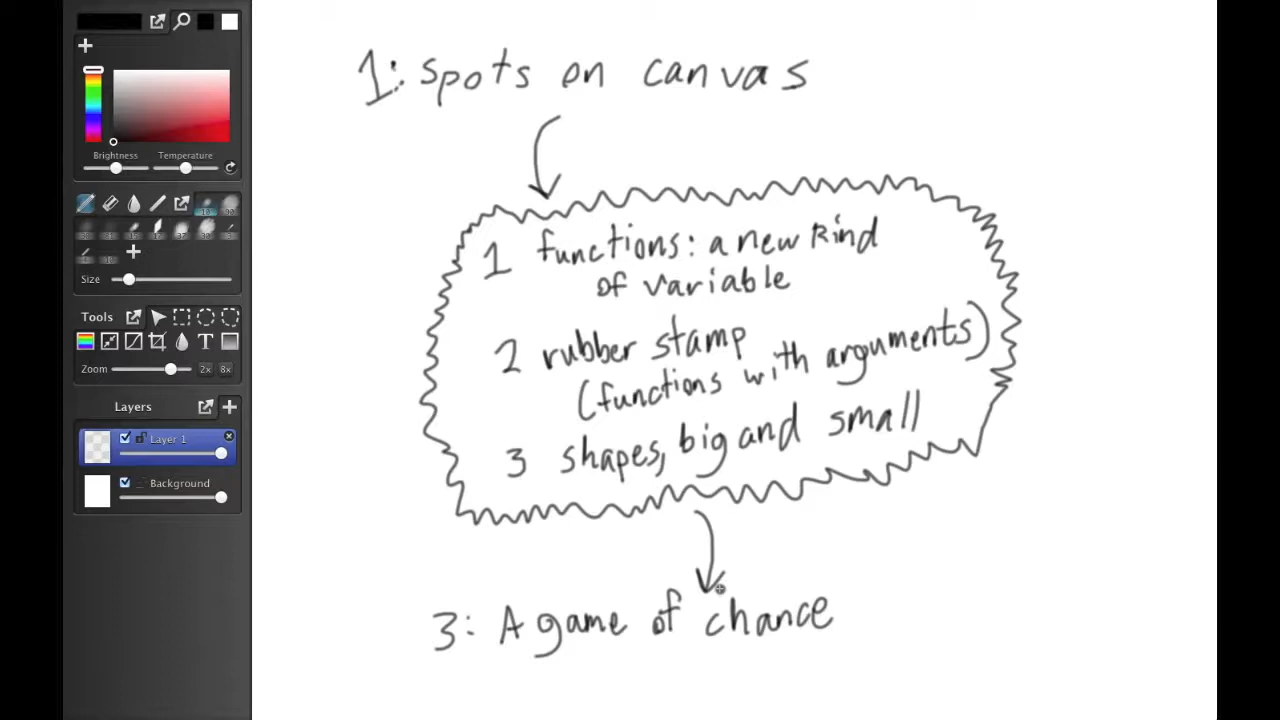 1: spots on canvas
Brightness Temperature
1 functions: a new kind
of variable
Size
Tools
2 rubber stamp
(functions with arguments)
Zoom 2x 8x
Layers
3 shapes, big and small
Layer 1
Background
3: A game of chance